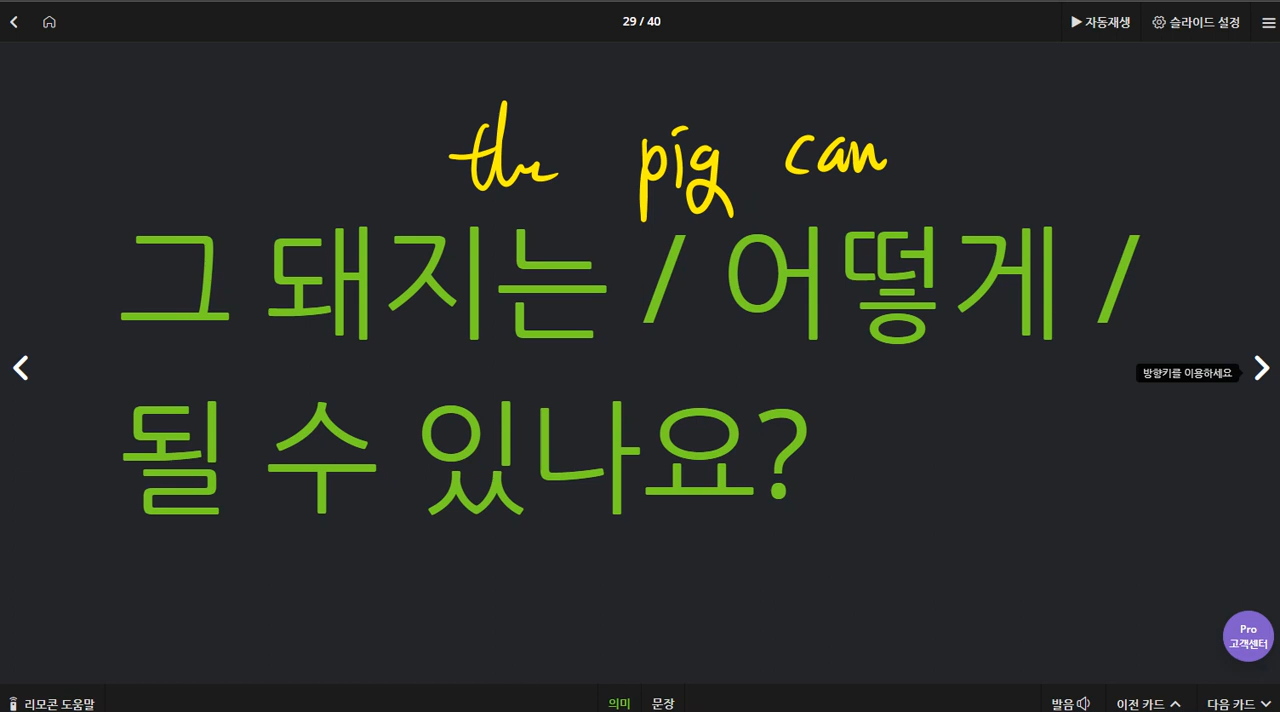 29 / 40
자동재생
슬라이드 설정
the pig can
그 돼지는 / 어떻게 /
될 수 있나요?
방향키를 이용하세요
Pro
고객센터
리모콘 도움말
의미
문장
발음
이전 카드
다음 카드